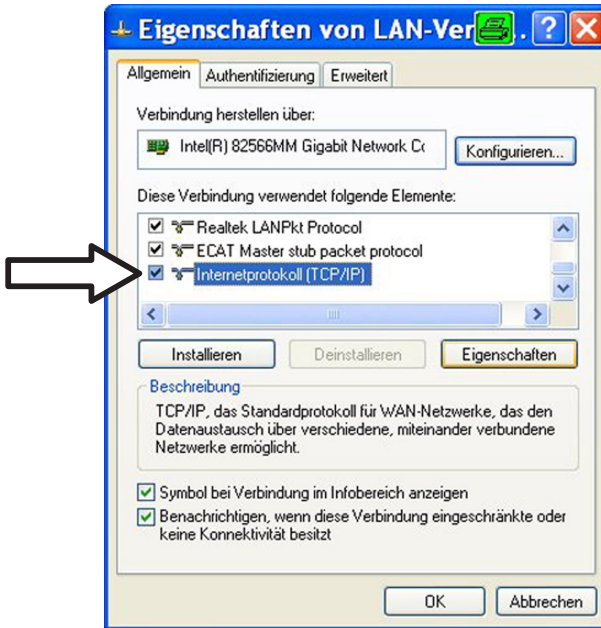 Eigenschaften von LAN-Ver
Allgemein Authentifizierung Erweitert
Verbindung herstellen über:
Intel(R) 82566MM Gigabit Network Cc Konfigurieren...
Diese Verbindung verwendet folgende Elemente:
Realtek LANPkt Protocol
ECAT Master stub packet protocol
Internetprotokoll (TCP/IP)
Installieren Deinstallieren Eigenschaften
Beschreibung
TCP/IP, das Standardprotokoll für WAN-Netzwerke, das den
Datenaustausch über verschiedene, miteinander verbundene
Netzwerke ermöglicht.
Symbol bei Verbindung im Infobereich anzeigen
Benachrichtigen, wenn diese Verbindung eingeschränkte oder
keine Konnektivität besitzt
OK Abbrechen